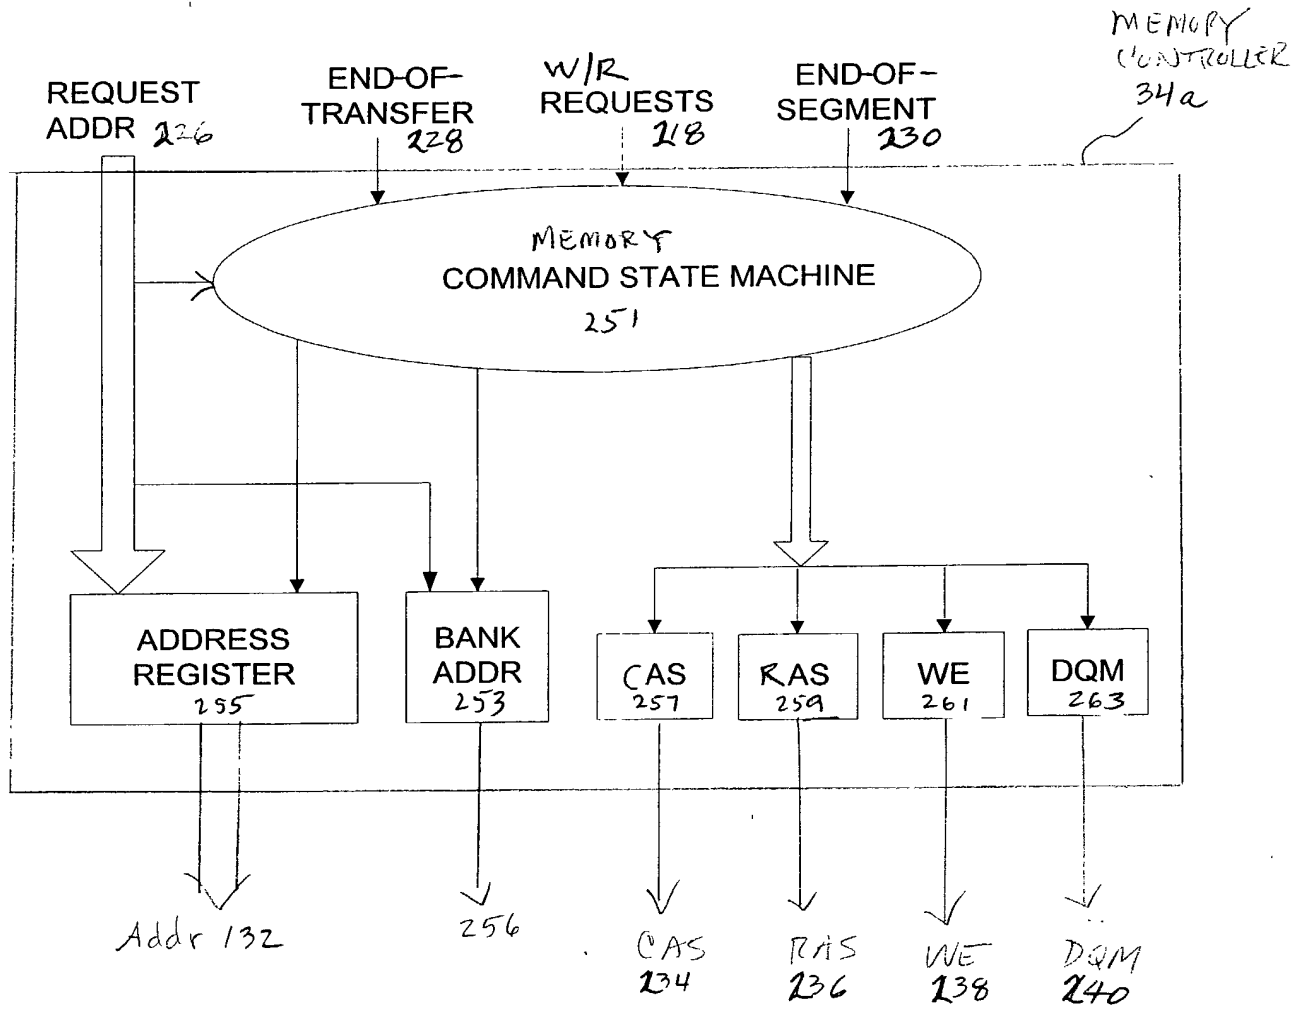 MEMORY
CONTROLLER
34a
REQUEST
ADDR 226
END-OF-
TRANSFER
228
W/R
REQUESTS
218
END-OF-
SEGMENT
230
MEMORY
COMMAND STATE MACHINE
251
ADDRESS
REGISTER
255
BANK
ADDR
253
CAS
257
RAS
259
WE
261
DQM
263
Addr 132
256
CAS
234
RAS
236
WE
238
DQM
240